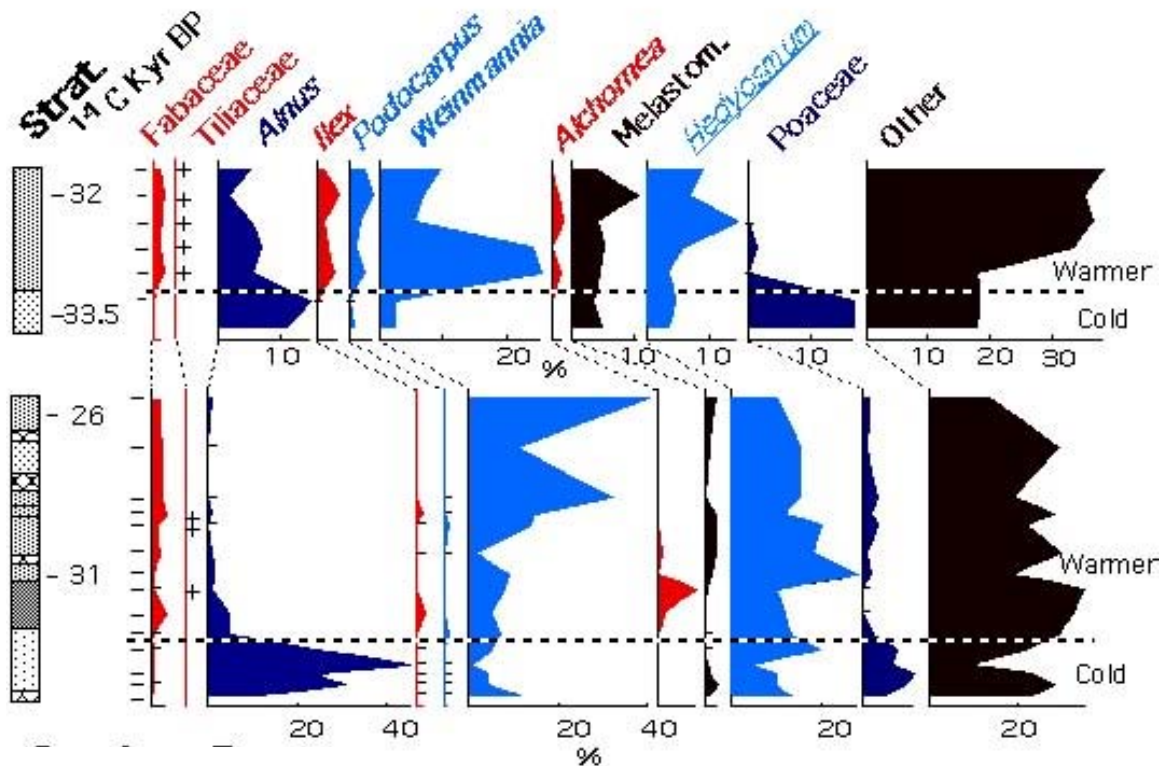 Strat.
14 C Kyr BP
Fabaceae
Tiliaceae
Alnus
Ilex
Podocarpus
Weinmannia
Alchornea
Melastom.
Hedyosmum
Poaceae
Other
-32
+
+
+
+
+
Warmer
-33.5
Cold
10 20 10 10 10 10 20 30
%
- 26
+
+
- 31
+
Warmer
Cold
20 40 20 40 20 20
%